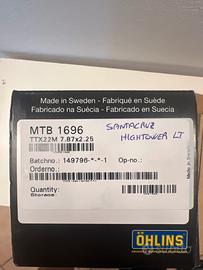 Made in Sweden - Fabriqué en Suède
Fabricado na Suécia - Fabricado en Suecia
MTB 1696
TTX22M 7.87x2.25
SANTACRUZ
HIGHTOWER LT
Batchno.: 149796-*-*-1
Op-no.:
Orderno.:
Quantity:
Storage:
ÖHLINS